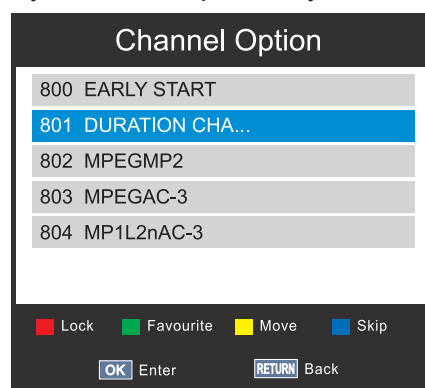 Channel Option
800 EARLY START
801 DURATION CHA...
802 MPEGMP2
803 MPEGAC-3
804 MP1L2nAC-3
Lock Favourite Move Skip
OK Enter RETURN Back